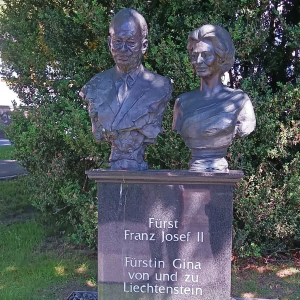 Fürst
Franz Josef II
Fürstin Gina
von und zu
Liechtenstein